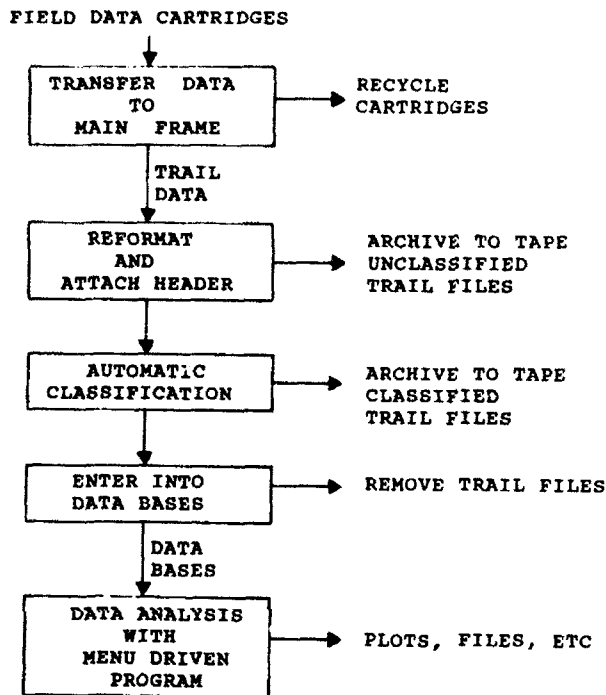 FIELD DATA CARTRIDGES
TRANSFER DATA
TO
MAIN FRAME
RECYCLE
CARTRIDGES
TRAIL
DATA
REFORMAT
AND
ATTACH HEADER
ARCHIVE TO TAPE
UNCLASSIFIED
TRAIL FILES
AUTOMATIC
CLASSIFICATION
ARCHIVE TO TAPE
CLASSIFIED
TRAIL FILES
ENTER INTO
DATA BASES
REMOVE TRAIL FILES
DATA
BASES
DATA ANALYSIS
WITH
MENU DRIVEN
PROGRAM
PLOTS, FILES, ETC